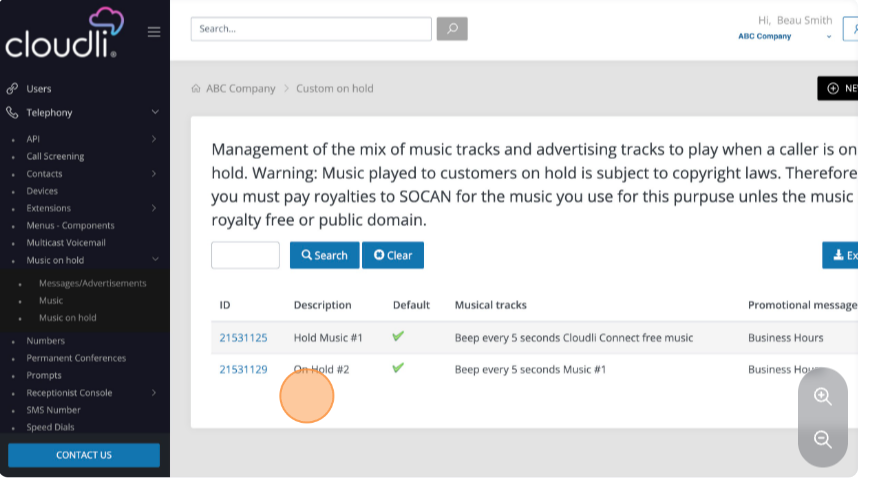 cloudli®
Search...
Hi, Beau Smith
ABC Company
Users
Telephony
API
Call Screening
Contacts
Devices
Extensions
Menus - Components
Multicast Voicemail
Music on hold
Messages/Advertisements
Music
Music on hold
Numbers
Permanent Conferences
Prompts
Receptionist Console
SMS Number
Speed Dials
CONTACT US
ABC Company > Custom on hold
NE
Management of the mix of music tracks and advertising tracks to play when a caller is on
hold. Warning: Music played to customers on hold is subject to copyright laws. Therefore
you must pay royalties to SOCAN for the music you use for this purpuse unles the music
royalty free or public domain.
Search
Clear
Ex
ID Description Default Musical tracks Promotional message
21531125 Hold Music #1 Beep every 5 seconds Cloudli Connect free music Business Hours
21531129 On Hold #2 Beep every 5 seconds Music #1 Business Hours